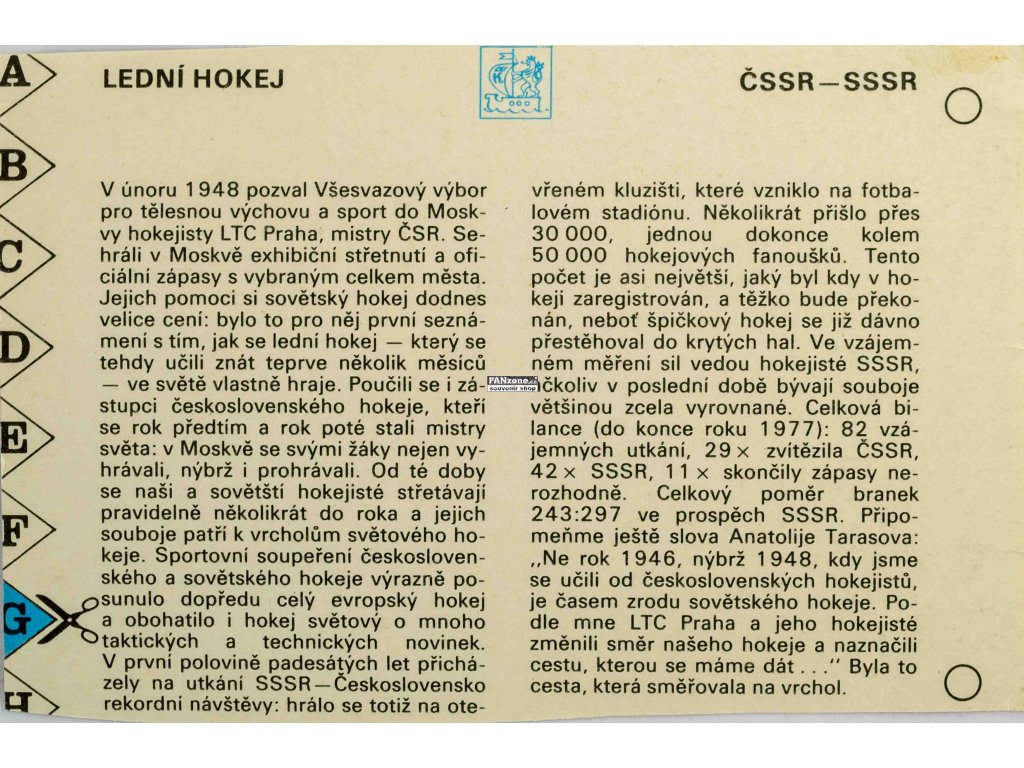 A
B
C
D
E
F
G
H
LEDNÍ HOKEJ
ČSSR—SSSR
V únoru 1948 pozval Všesvazový výbor
pro tělesnou výchovu a sport do Mosk-
vy hokejisty LTC Praha, mistry ČSR. Se-
hráli v Moskvě exhibiční střetnutí a ofi-
ciální zápasy s vybraným celkem města.
Jejich pomoci si sovětský hokej dodnes
velice cení: bylo to pro něj první sezná-
mení s tím, jak se lední hokej — který se
tehdy učili znát teprve několik měsíců
— ve světě vlastně hraje. Poučili se i zá-
stupci československého hokeje, kteří
se rok předtím a rok poté stali mistry
světa: v Moskvě se svými žáky nejen vy-
hrávali, nýbrž i prohrávali. Od té doby
se naši a sovětští hokejisté střetávají
pravidelně několikrát do roka a jejich
souboje patří k vrcholům světového ho-
keje. Sportovní soupeření českosloven-
ského a sovětského hokeje výrazně po-
sunulo dopředu celý evropský hokej
a obohatilo i hokej světový o mnoho
taktických a technických novinek.
V první polovině padesátých let přichá-
zely na utkání SSSR—Československo
rekordní návštěvy: hrálo se totiž na ote-
vřeném kluzišti, které vzniklo na fotba-
lovém stadiónu. Několikrát přišlo přes
30 000, jednou dokonce kolem
50 000 hokejových fanoušků. Tento
počet je asi největší, jaký byl kdy v ho-
keji zaregistrován, a těžko bude překo-
nán, neboť špičkový hokej se již dávno
přestěhoval do krytých hal. Ve vzájem-
ném měření sil vedou hokejisté SSSR,
ičkoliv v poslední době bývají souboje
většinou zcela vyrovnané. Celková bi-
lance (do konce roku 1977): 82 vzá-
jemných utkání, 29× zvítězila ČSSR,
42× SSSR, 11× skončily zápasy ne-
rozhodně. Celkový poměr branek
243:297 ve prospěch SSSR. Připo-
meňme ještě slova Anatolije Tarasova:
„Ne rok 1946, nýbrž 1948, kdy jsme
se učili od československých hokejistů,
je časem zrodu sovětského hokeje. Po-
dle mne LTC Praha a jeho hokejisté
změnili směr našeho hokeje a naznačili
cestu, kterou se máme dát . . .'' Byla to
cesta, která směřovala na vrchol.
FANzone.cz
souvenir shop